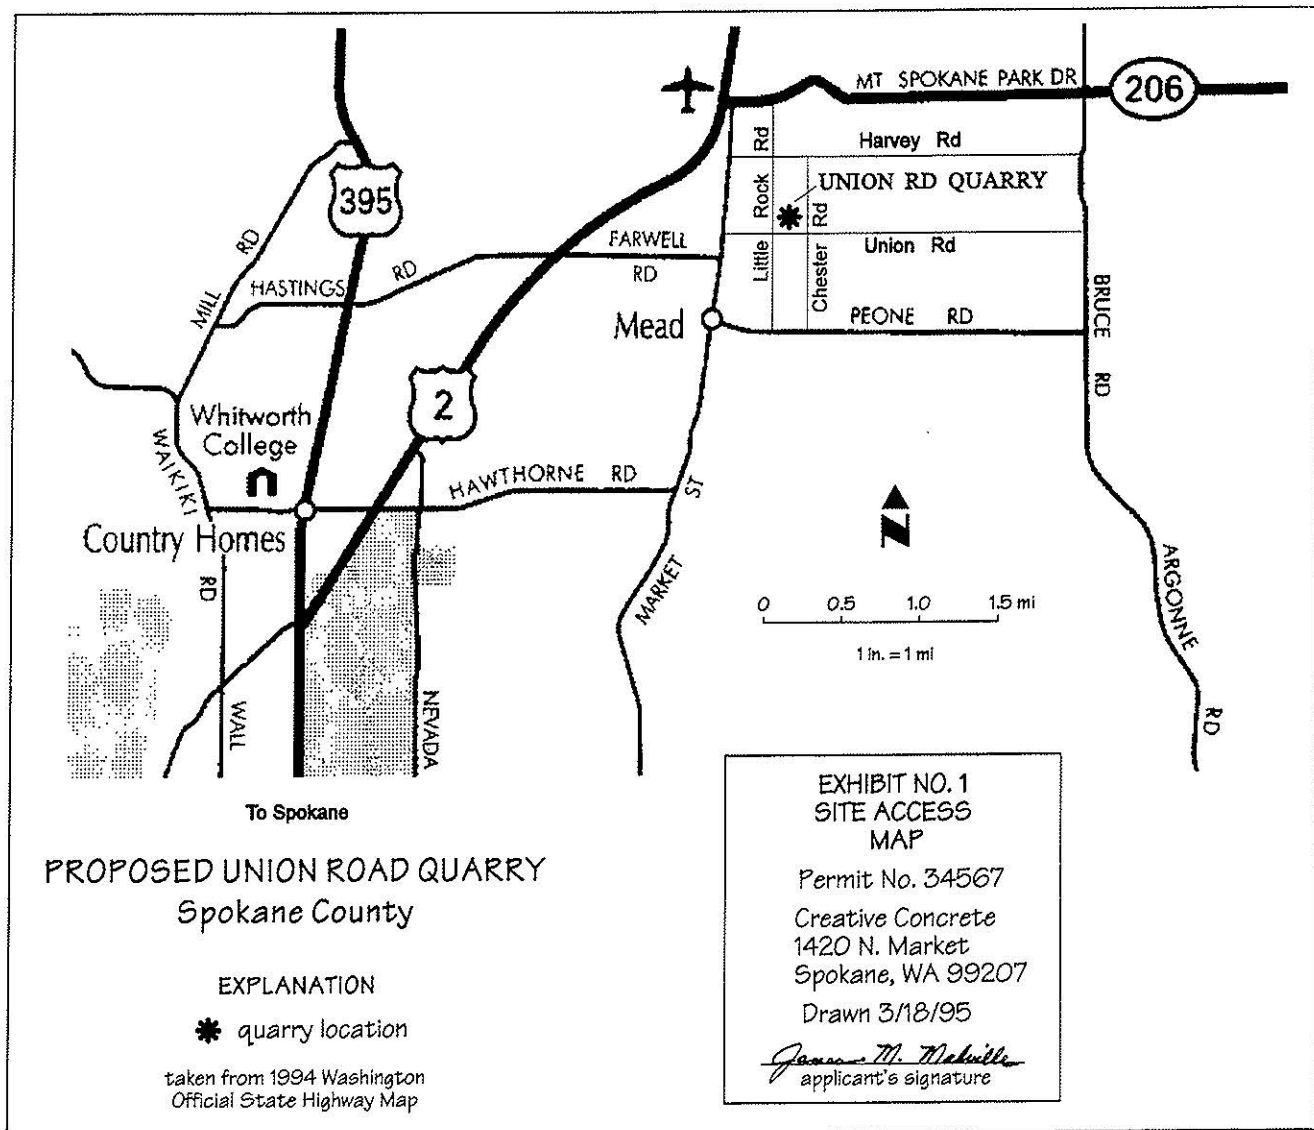 MT SPOKANE PARK DR
206
Harvey Rd
Little Rock Rd
UNION RD QUARRY
Chester Rd
Union Rd
395
MILL RD
HASTINGS RD
FARWELL RD
Mead
PEONE RD
BRUCE RD
2
Whitworth
College
WAIKIKI RD
HAWTHORNE RD
Country Homes
MARKET ST
N
ARGONNE RD
0 0.5 1.0 1.5 mi
1 in. = 1 mi
WALL
NEVADA
To Spokane
PROPOSED UNION ROAD QUARRY
Spokane County
EXPLANATION
quarry location
taken from 1994 Washington
Official State Highway Map
EXHIBIT NO. 1
SITE ACCESS
MAP
Permit No. 34567
Creative Concrete
1420 N. Market
Spokane, WA 99207
Drawn 3/18/95
James M. Melville
applicant's signature